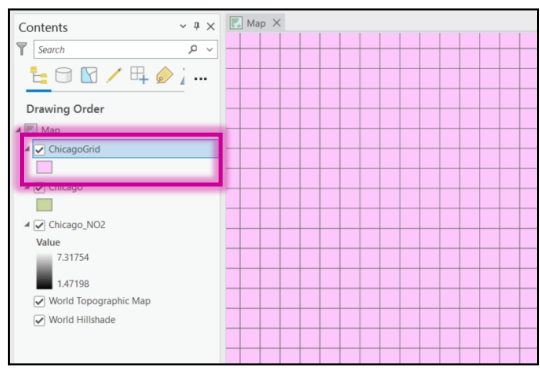 Contents
Map
Search
Drawing Order
Map
ChicagoGrid
Chicago
Chicago_NO2
Value
7.31754
1.47198
World Topographic Map
World Hillshade